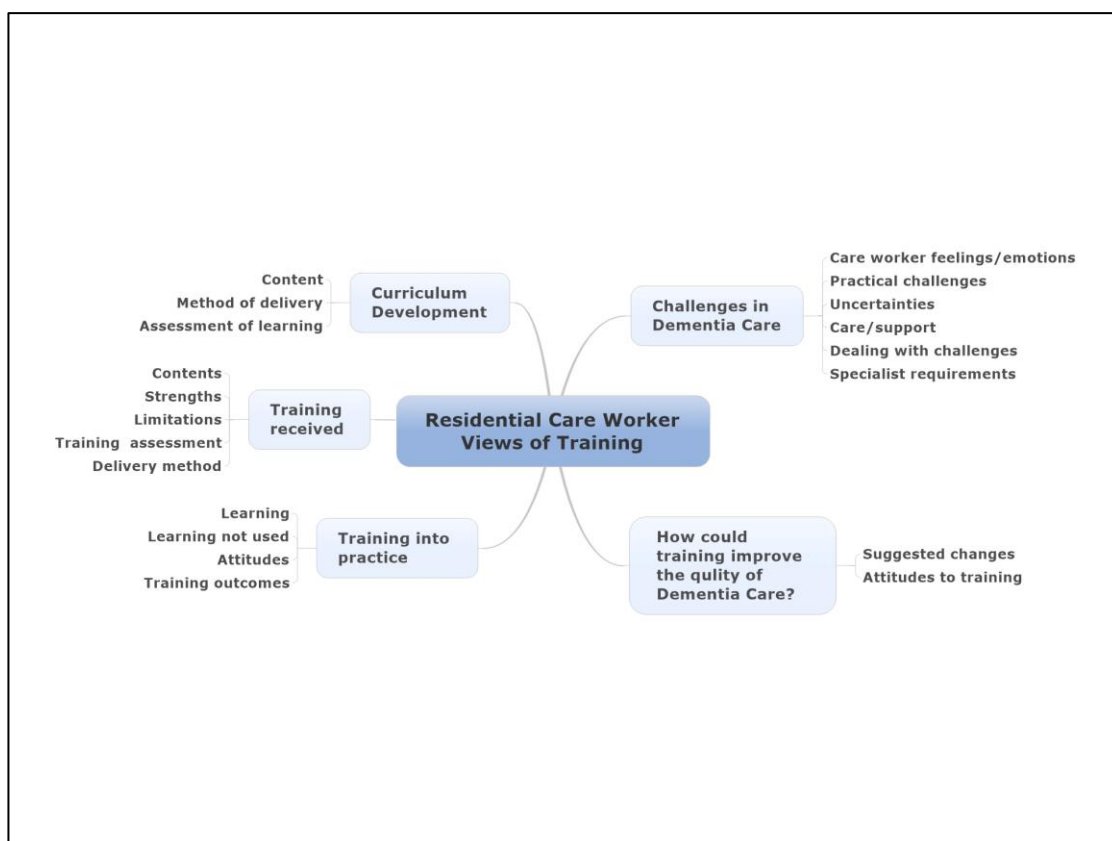 Content
Method of delivery
Assessment of learning
Curriculum
Development
Contents
Strengths
Limitations
Training assessment
Delivery method
Training
received
Learning
Learning not used
Attitudes
Training outcomes
Training into
practice
Residential Care Worker
Views of Training
Challenges in
Dementia Care
Care worker feelings/emotions
Practical challenges
Uncertainties
Care/support
Dealing with challenges
Specialist requirements
How could
training improve
the qulity of
Dementia Care?
Suggested changes
Attitudes to training